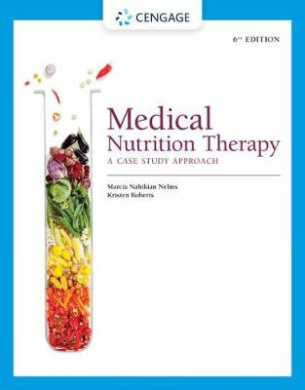 CENGAGE
6TH EDITION
Medical
Nutrition Therapy
A CASE STUDY APPROACH
Marcia Nahikian Nelms
Kristen Roberts